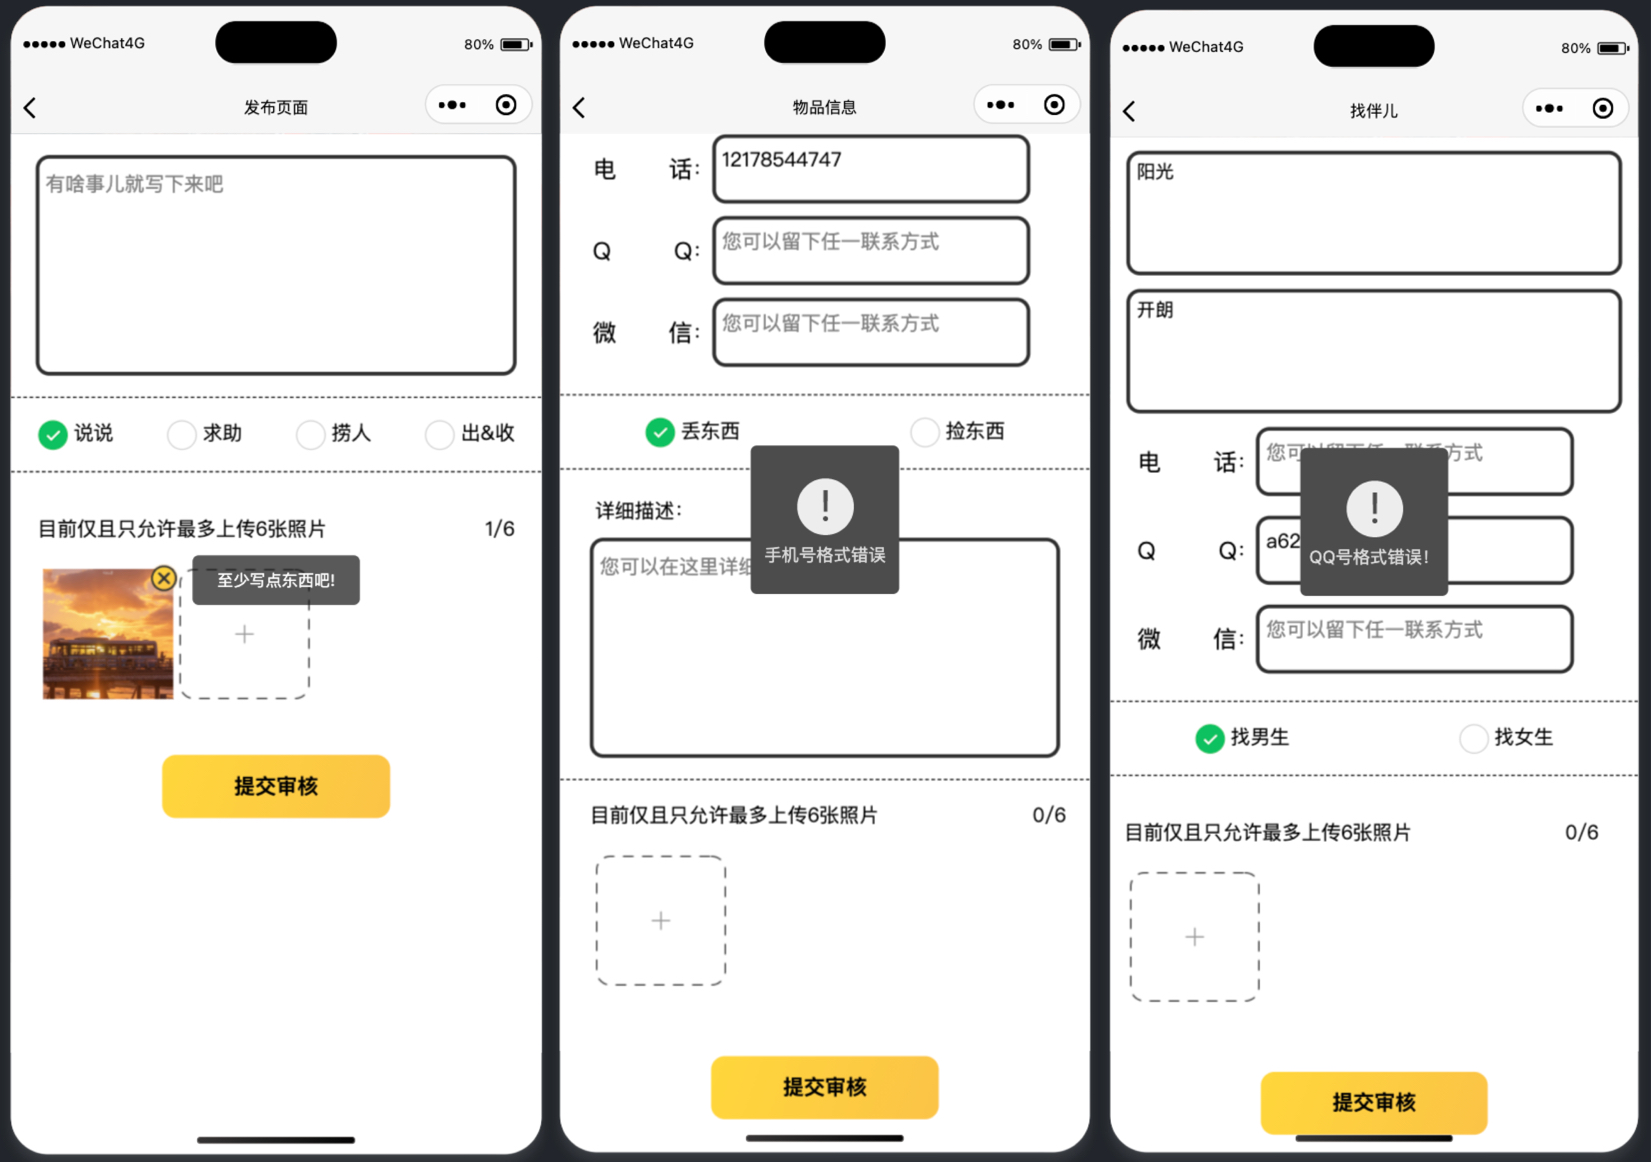 WeChat4G
80%
发布页面
有啥事儿就写下来吧
说说
求助
捞人
出&收
目前仅且只允许最多上传6张照片
1/6
至少写点东西吧!
提交审核
WeChat4G
80%
物品信息
电 话:
12178544747
Q Q:
您可以留下任一联系方式
微 信:
您可以留下任一联系方式
丢东西
捡东西
手机号格式错误
详细描述:
您可以在这里详细
目前仅且只允许最多上传6张照片
0/6
提交审核
WeChat4G
80%
找伴儿
阳光
开朗
电 话:
您可以留下任一联系方式
Q Q:
a62
QQ号格式错误!
微 信:
您可以留下任一联系方式
找男生
找女生
目前仅且只允许最多上传6张照片
0/6
提交审核